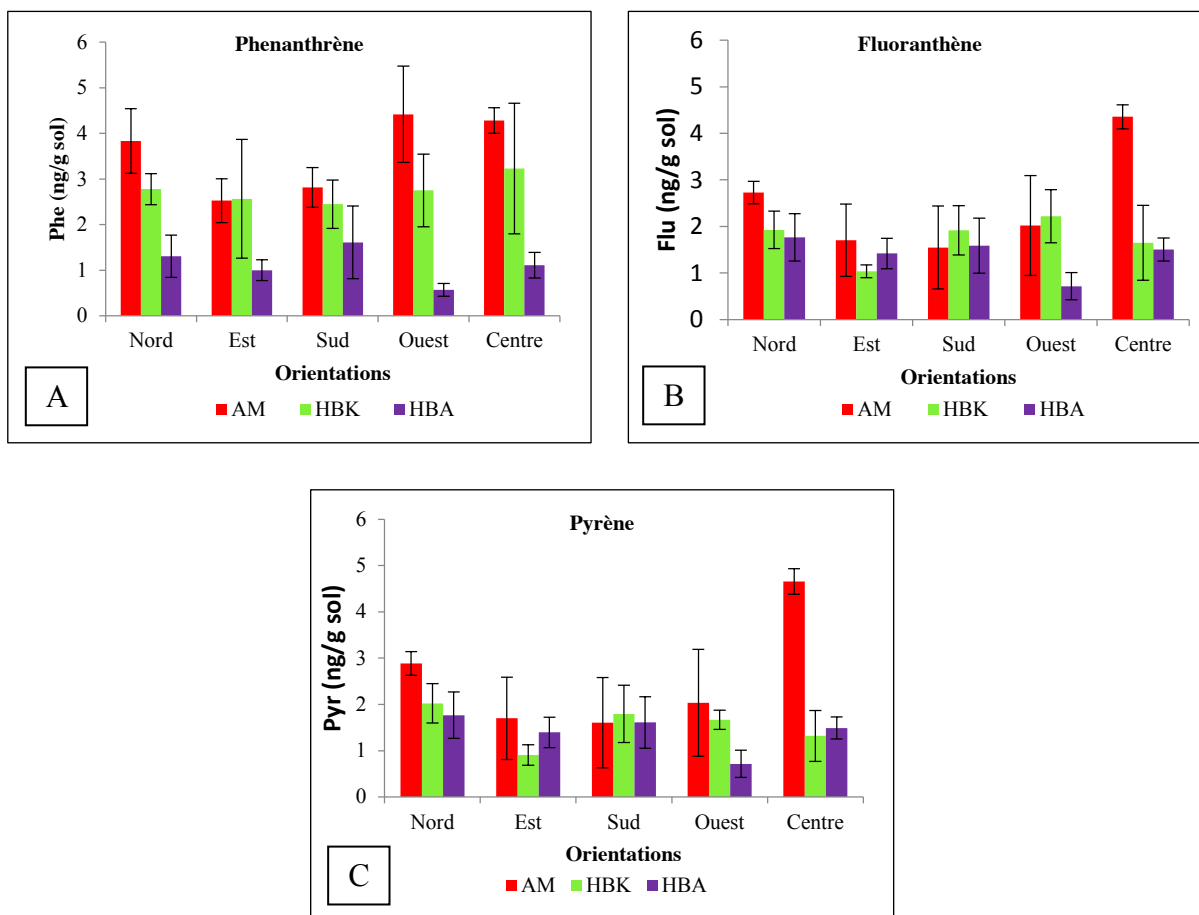 Phenanthrène
Phe (ng/g sol)
6
5
4
3
2
1
0
Nord Est Sud Ouest Centre
Orientations
AM HBK HBA
A
Fluoranthène
Flu (ng/g sol)
6
5
4
3
2
1
0
Nord Est Sud Ouest Centre
Orientations
AM HBK HBA
B
Pyrène
Pyr (ng/g sol)
6
5
4
3
2
1
0
Nord Est Sud Ouest Centre
Orientations
AM HBK HBA
C